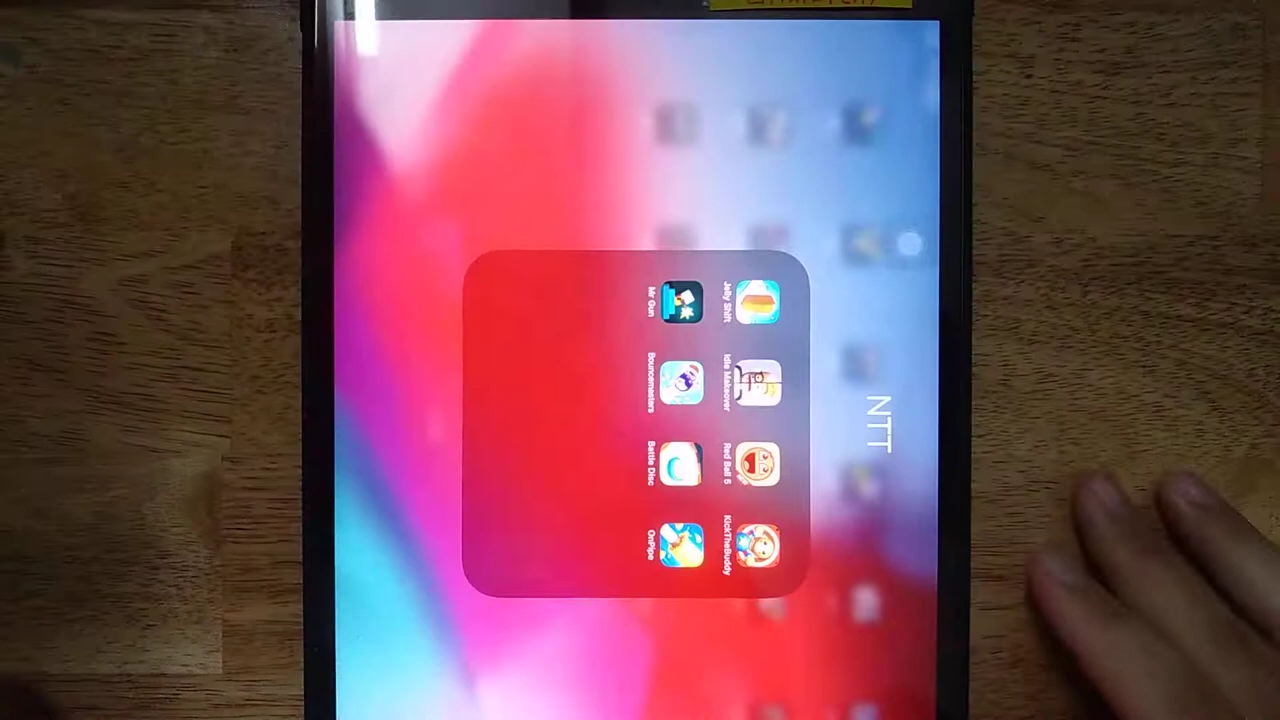 NTT
Jelly Shift
Idle Makeover
Red Ball 5
KickTheBuddy
Mr Gun
Bouncemasters
Battle Disc
OnPipe